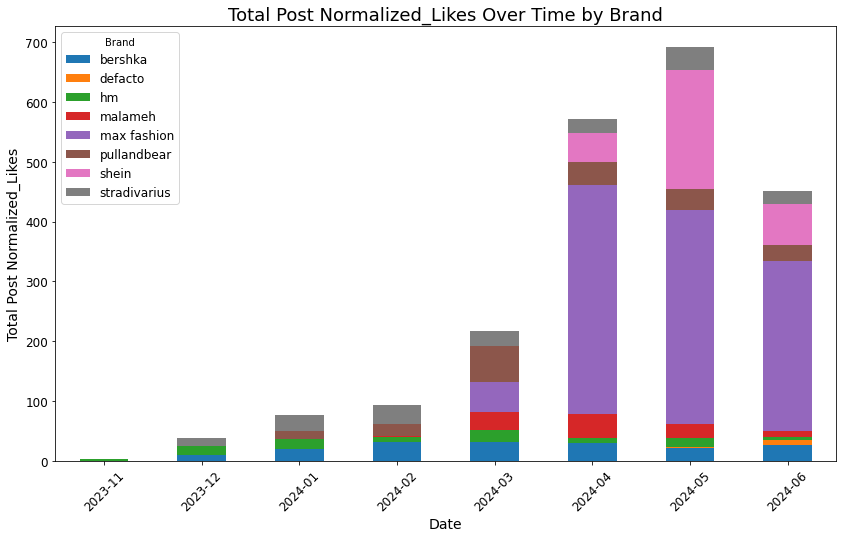 Total Post Normalized_Likes Over Time by Brand
Brand
bershka
defacto
hm
malameh
max fashion
pullandbear
shein
stradivarius
Total Post Normalized_Likes
700
600
500
400
300
200
100
0
2023-11
2023-12
2024-01
2024-02
2024-03
2024-04
2024-05
2024-06
Date